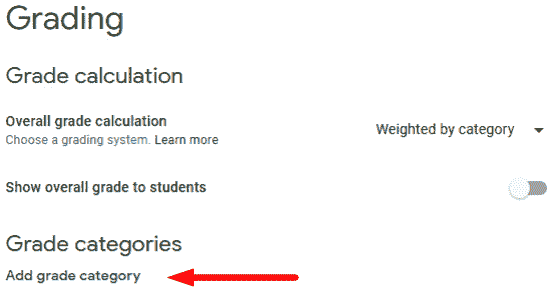 Grading
Grade calculation
Overall grade calculation
Choose a grading system. Learn more
Weighted by category
Show overall grade to students
Grade categories
Add grade category